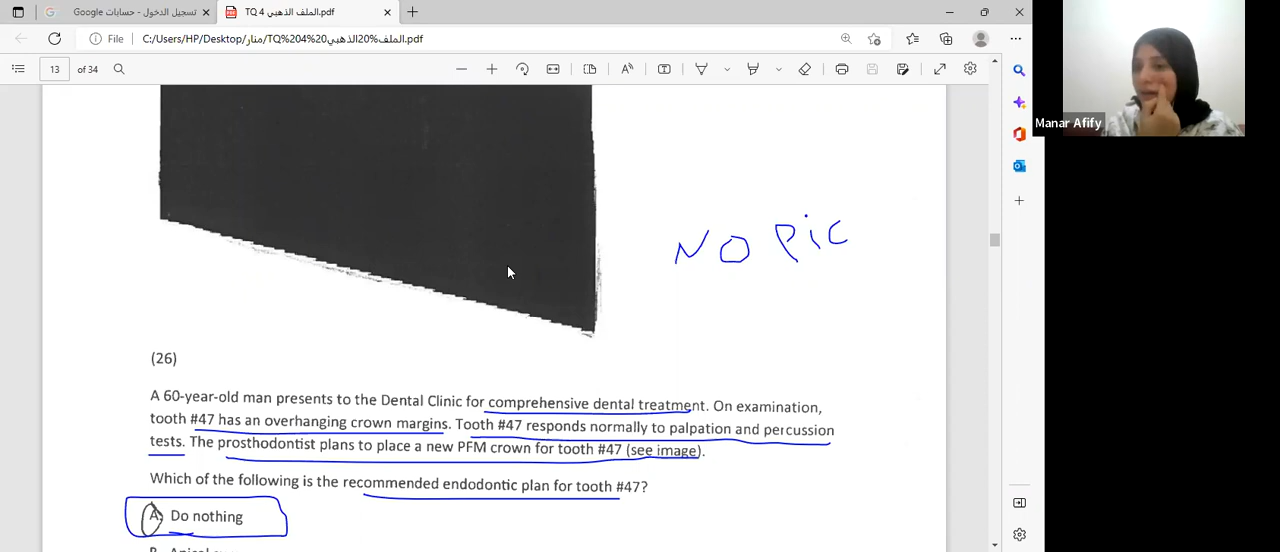 تسجيل الدخول - حسابات Google
TQ 4 الملف الذهبي.pdf
File
C:/Users/HP/Desktop/منار/TQ%204%20الملف%20الذهبي.pdf
13 of 34
Manar Afify
NO Pic
(26)
A 60-year-old man presents to the Dental Clinic for comprehensive dental treatment. On examination,
tooth #47 has an overhanging crown margins. Tooth #47 responds normally to palpation and percussion
tests. The prosthodontist plans to place a new PFM crown for tooth #47 (see image).
Which of the following is the recommended endodontic plan for tooth #47?
A. Do nothing